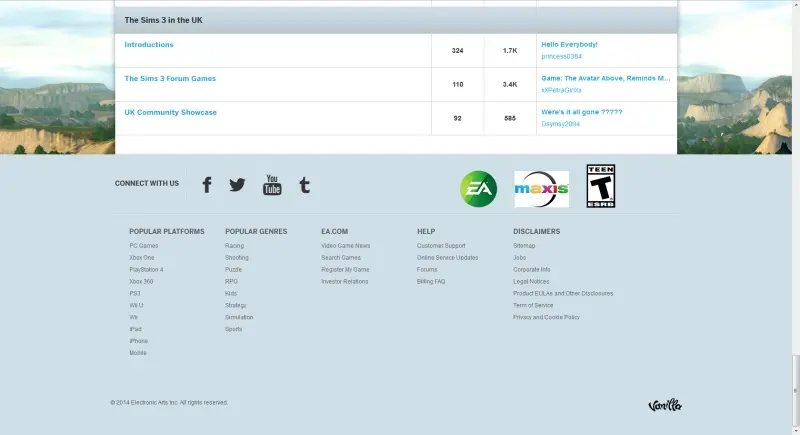 The Sims 3 in the UK
Introductions 324 1.7K Hello Everybody!
princess0384
The Sims 3 Forum Games 110 3.4K Game: The Avatar Above, Reminds M...
UK Community Showcase 92 585 Were's it all gone ?????
Dsymsy2004
CONNECT WITH US
You
Tube
EA
maxis
TEEN
T
ESRB
POPULAR PLATFORMS POPULAR GENRES EA.COM HELP DISCLAIMERS
PC Games Racing Video Game News Customer Support Sitemap
Xbox One Shooting Search Games Online Service Updates Jobs
PlayStation 4 Puzzle Register My Game Forums Corporate Info
Xbox 360 RPG Investor Relations Billing FAQ Legal Notices
PS3 Kids Product EULAs and Other Disclosures
Wii U Strategy Term of Service
Wii Simulation Privacy and Cookie Policy
iPad Sports
iPhone
Mobile
© 2014 Electronic Arts Inc. All rights reserved.
Vanilla